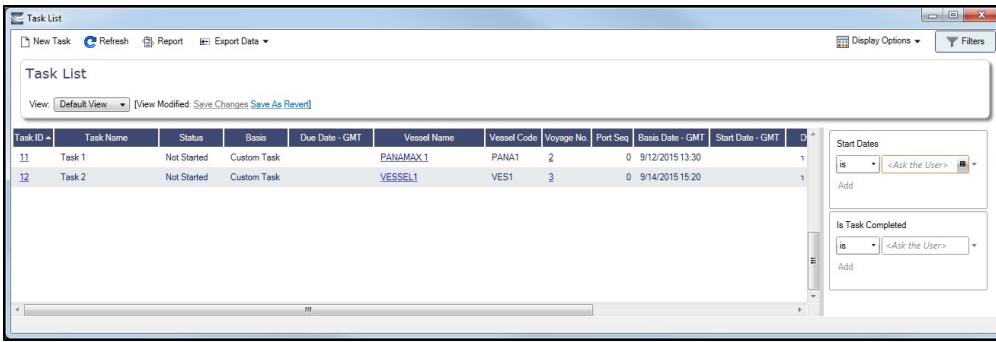 Task List
New Task Refresh Report Export Data Display Options Filters
Task List
View: Default View [View Modified: Save Changes Save As Revert]
Task ID Task Name Status Basis Due Date - GMT Vessel Name Vessel Code Voyage No. Port Seq Basis Date - GMT Start Date - GMT
11 Task 1 Not Started Custom Task PANAMAX 1 PANA1 2 0 9/12/2015 13:30
12 Task 2 Not Started Custom Task VESSEL1 VES1 3 0 9/14/2015 15:20
Start Dates
is <Ask the User>
Add
Is Task Completed
is <Ask the User>
Add